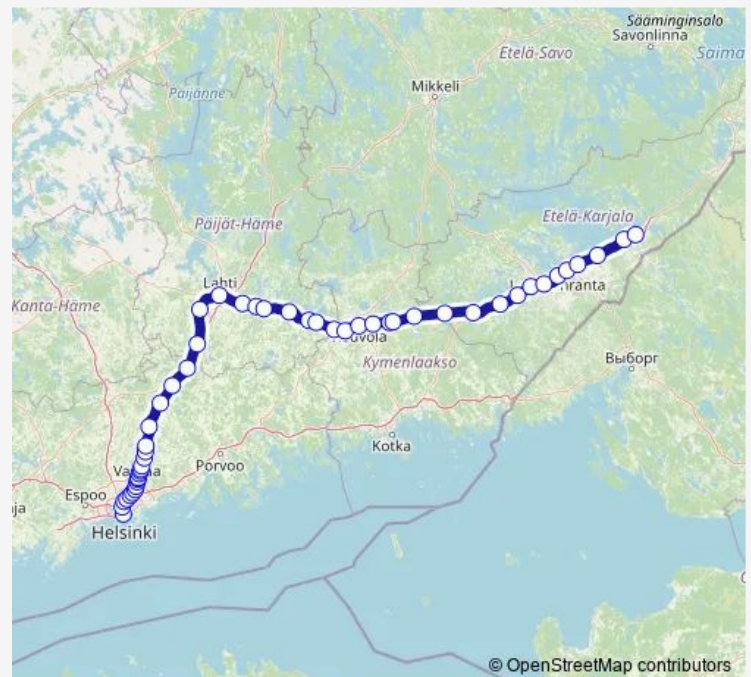 Sääminginsalo
Savonlinna
Etelä-Savo
Saima
Mikkeli
Päijänne
Päijät-Häme
Etelä-Karjala
Lahti
Kanta-Häme
Выборг
Kymenlaakso
Kotka
Porvoo
Espoo
Helsinki
© OpenStreetMap contributors